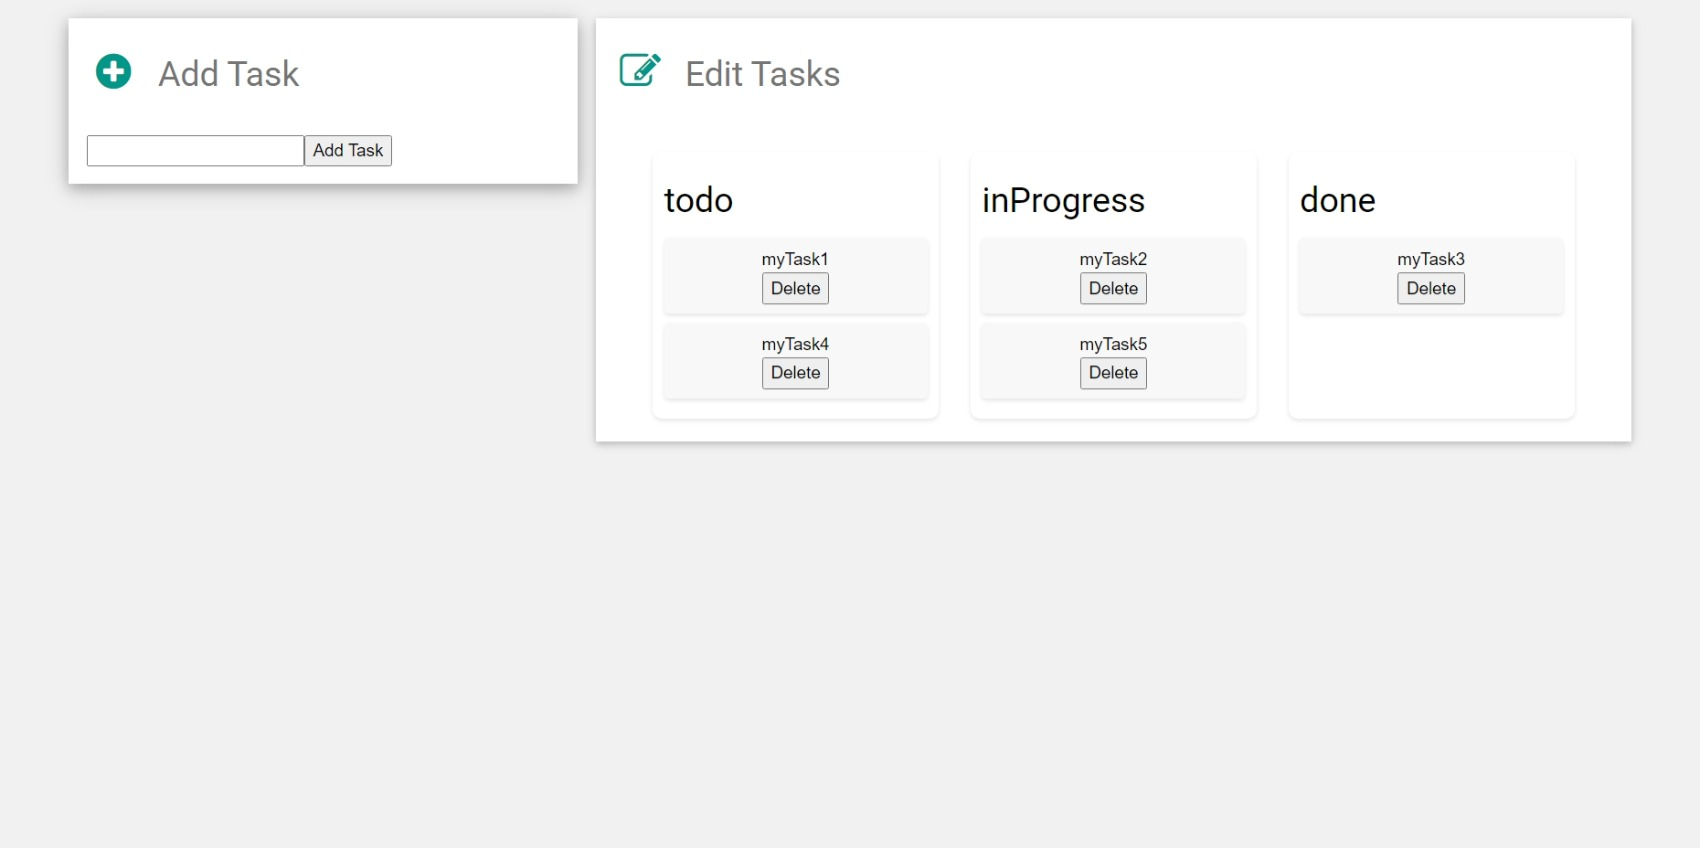 Add Task
Add Task
Edit Tasks
todo
myTask1
Delete
myTask4
Delete
inProgress
myTask2
Delete
myTask5
Delete
done
myTask3
Delete